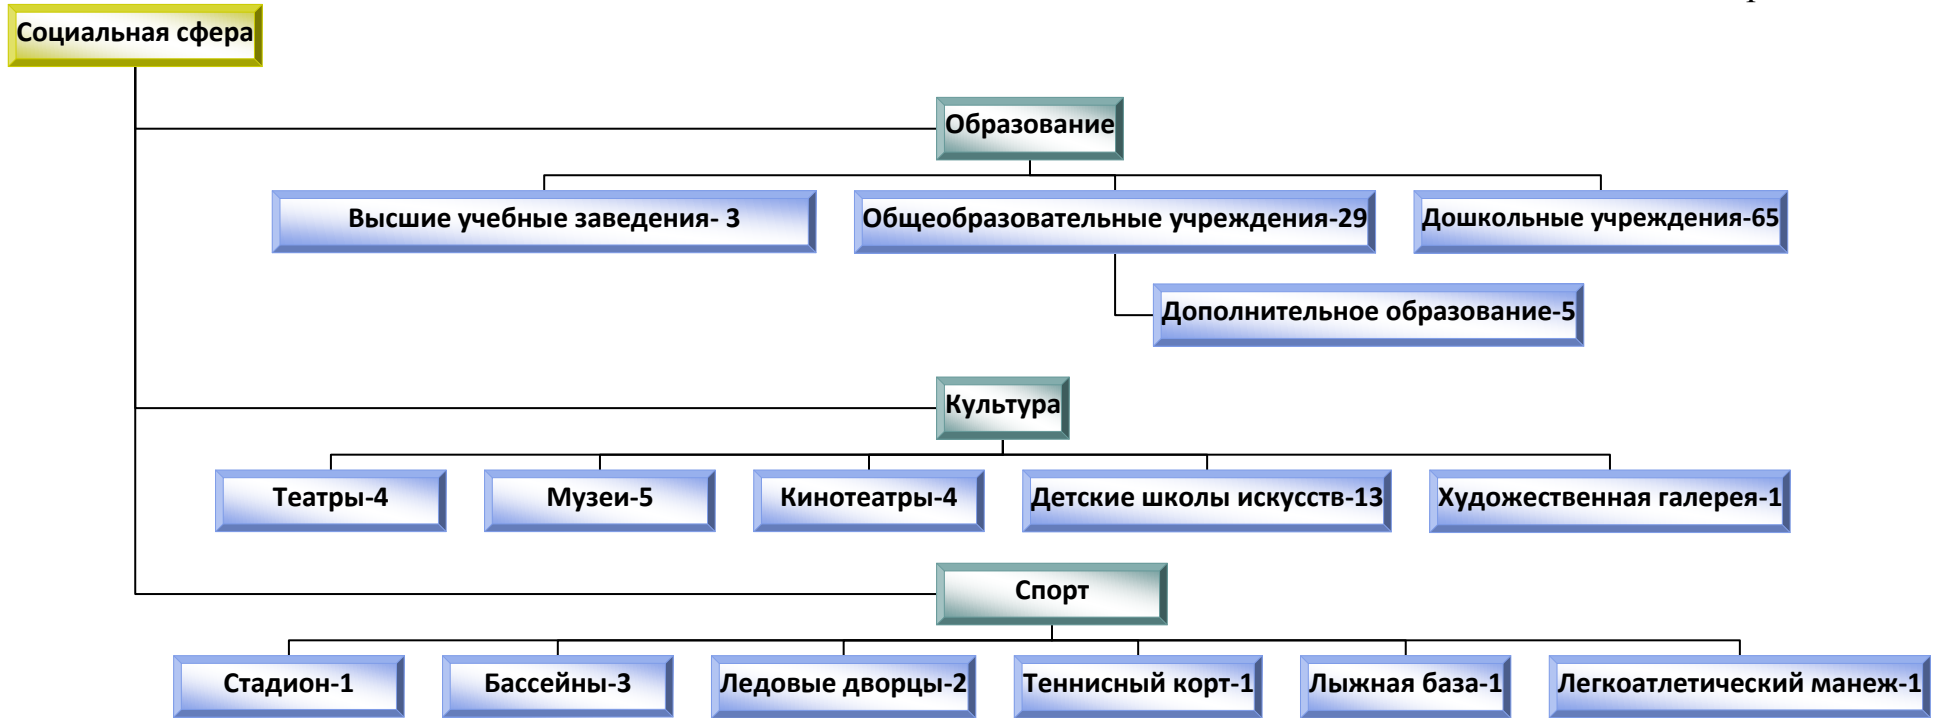 Социальная сфера
Образование
Высшие учебные заведения- 3
Общеобразовательные учреждения-29
Дошкольные учреждения-65
Дополнительное образование-5
Культура
Театры-4
Музеи-5
Кинотеатры-4
Детские школы искусств-13
Художественная галерея-1
Спорт
Стадион-1
Бассейны-3
Ледовые дворцы-2
Теннисный корт-1
Лыжная база-1
Легкоатлетический манеж-1